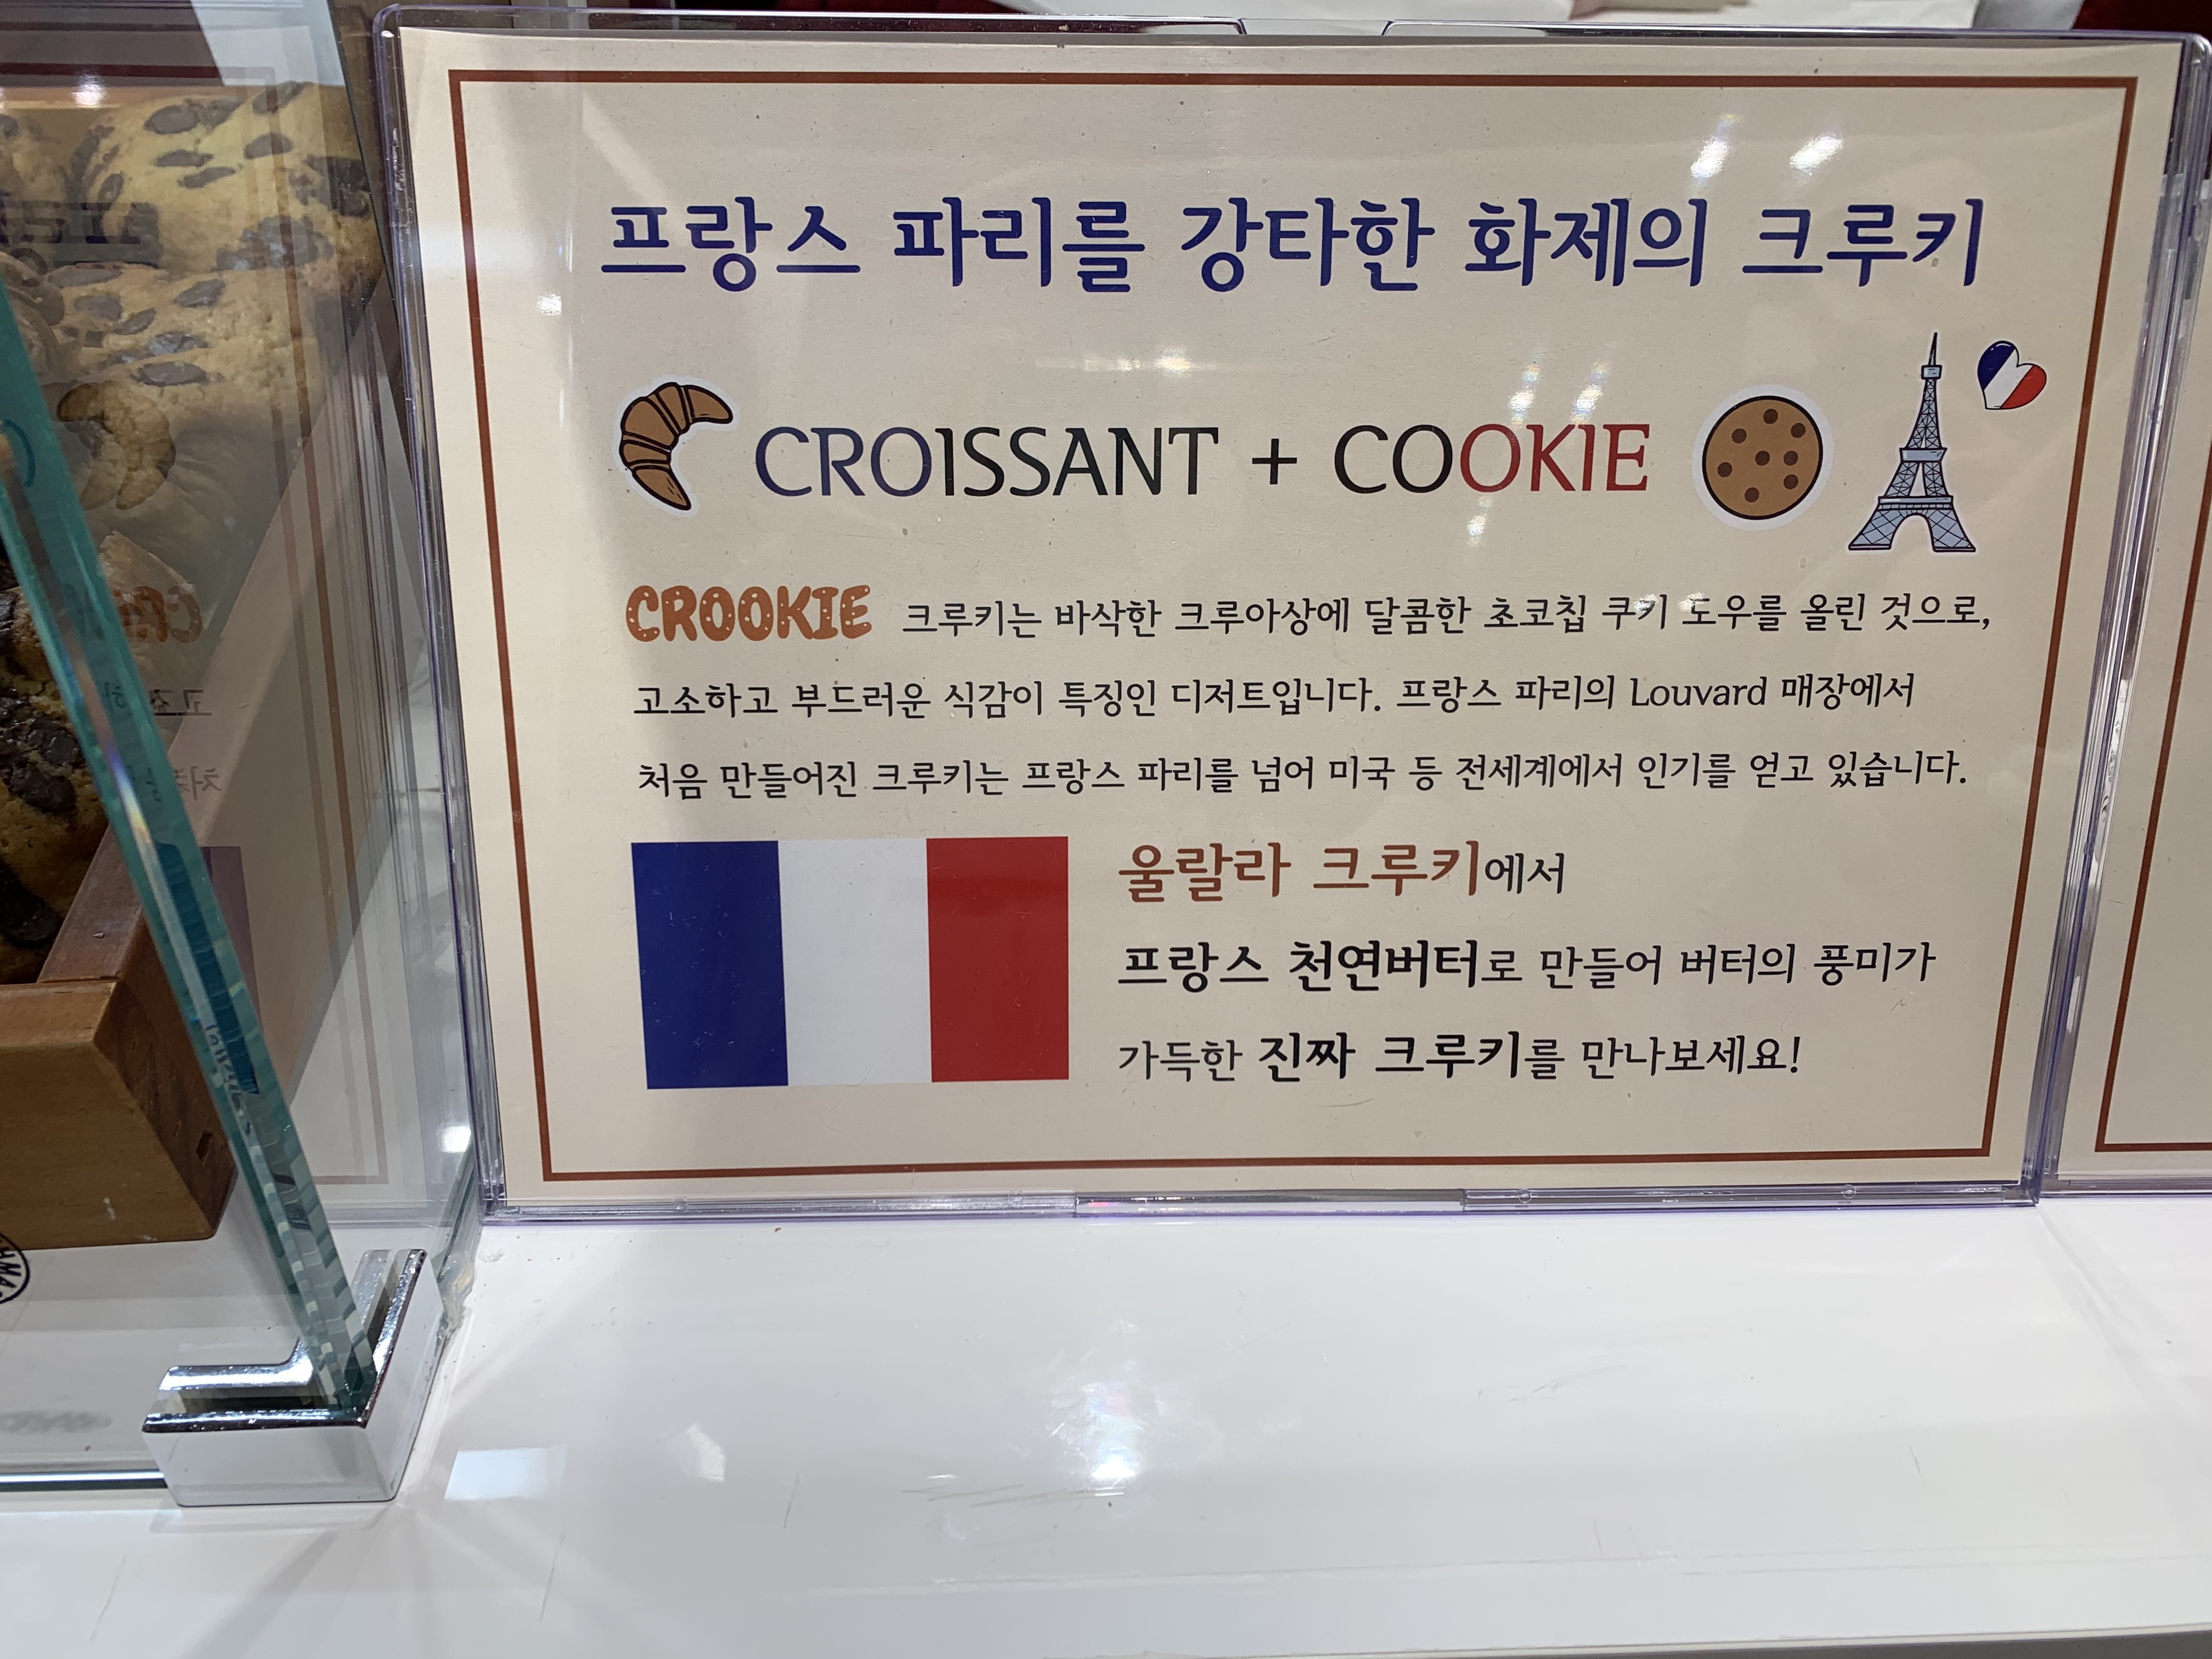 프랑스 파리를 강타한 화제의 크루키
CROISSANT + COOKIE
CROOKIE 크루키는 바삭한 크루아상에 달콤한 초코칩 쿠키 도우를 올린 것으로,
고소하고 부드러운 식감이 특징인 디저트입니다. 프랑스 파리의 Louvard 매장에서
처음 만들어진 크루키는 프랑스 파리를 넘어 미국 등 전세계에서 인기를 얻고 있습니다.
울랄라 크루키에서
프랑스 천연버터로 만들어 버터의 풍미가
가득한 진짜 크루키를 만나보세요!